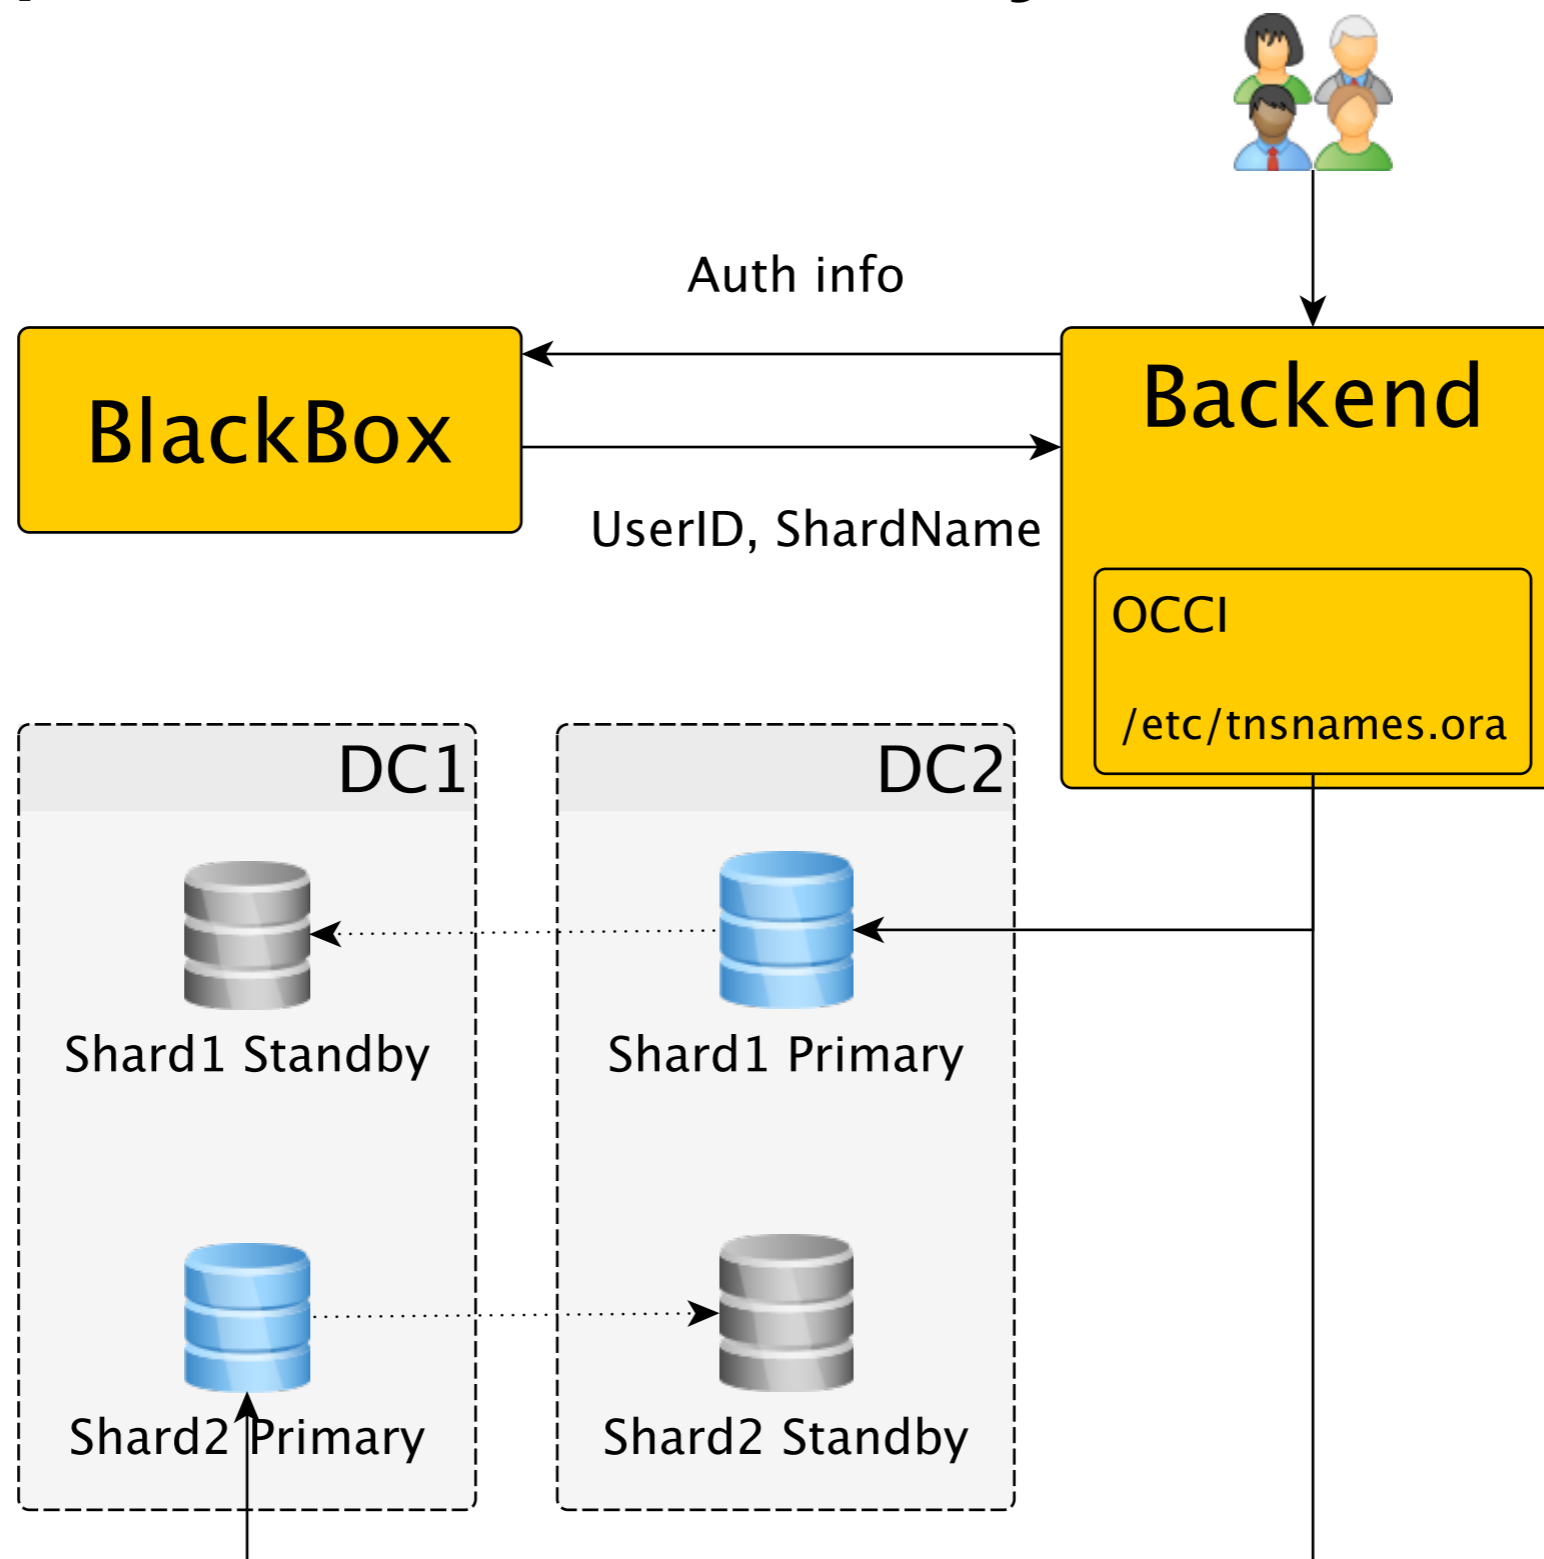 Auth info
BlackBox
Backend
UserID, ShardName
OCCI
/etc/tnsnames.ora
DC1
DC2
Shard1 Standby
Shard1 Primary
Shard2 Primary
Shard2 Standby